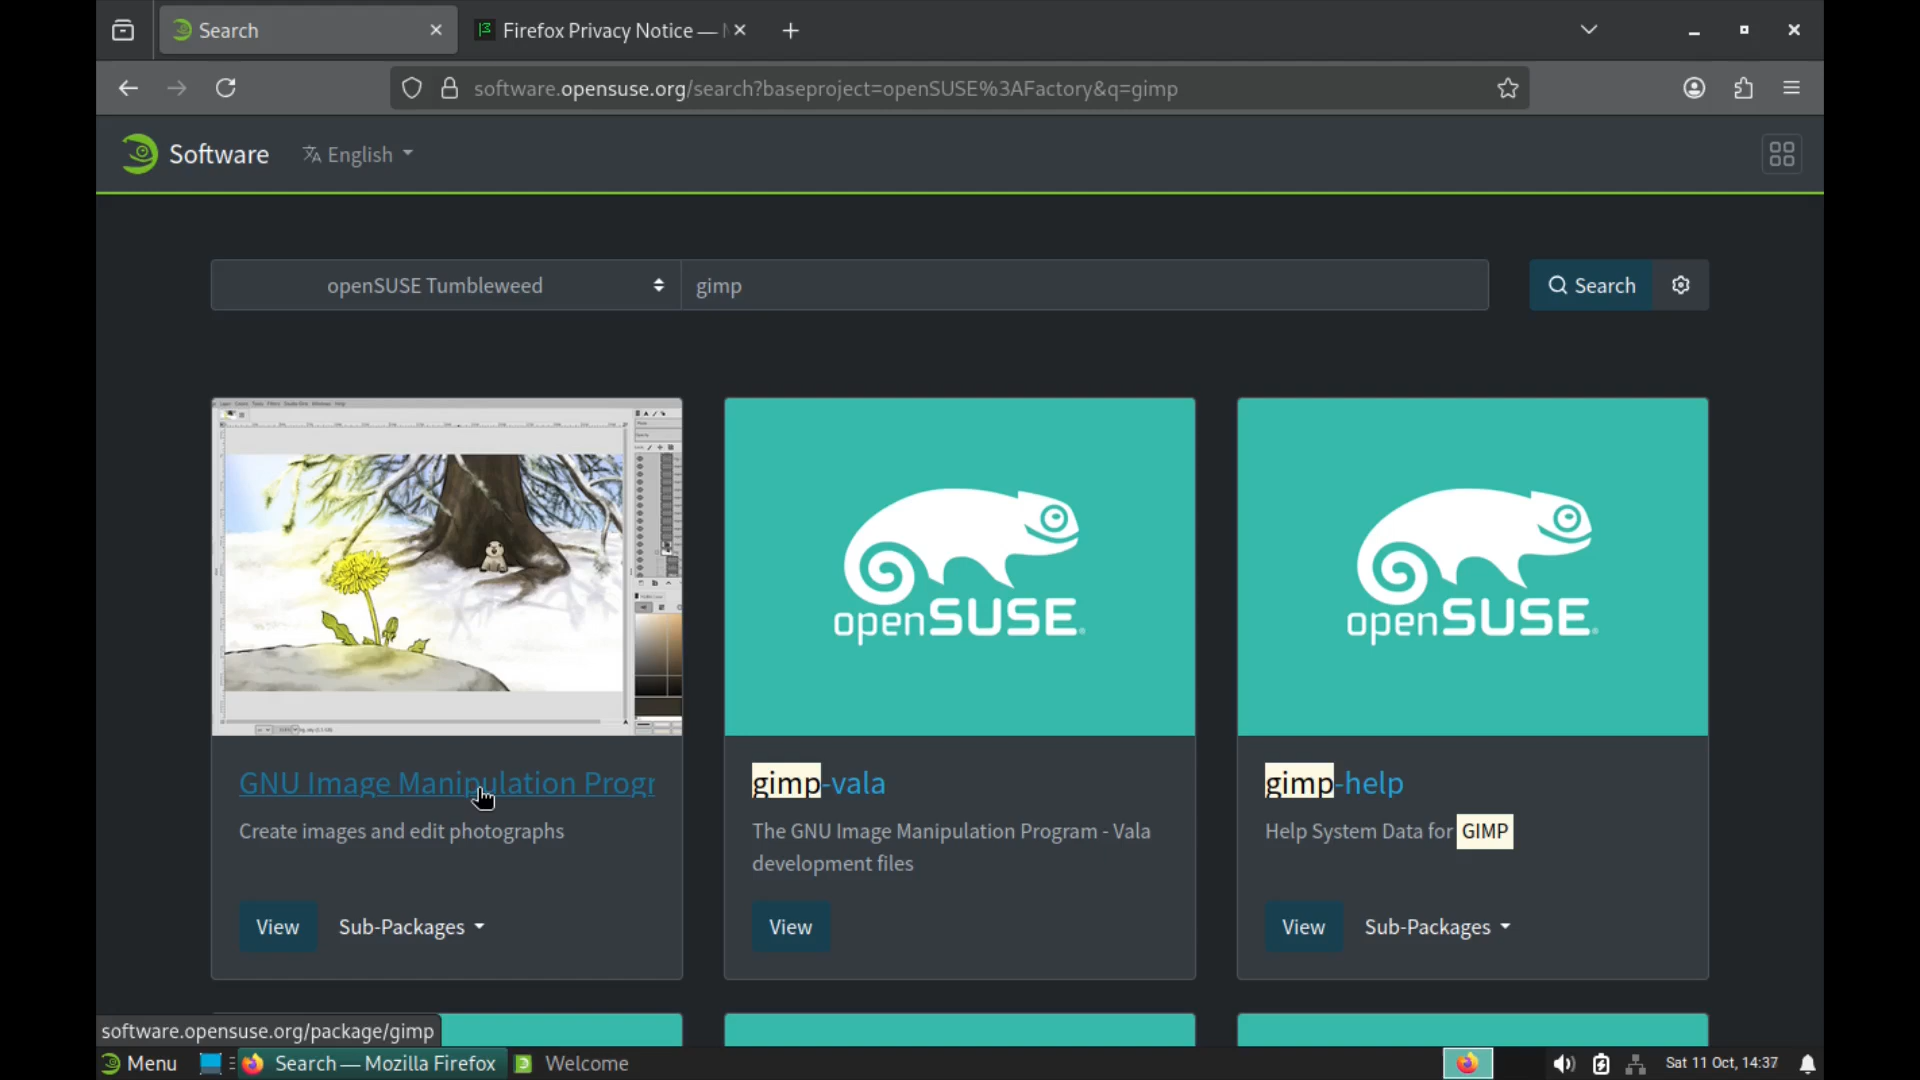 Search
Firefox Privacy Notice —
software.opensuse.org/search?baseproject=openSUSE%3AFactory&q=gimp
Software
English
openSUSE Tumbleweed
gimp
Search
openSUSE
openSUSE
GNU Image Manipulation Progr
gimp-vala
gimp-help
Create images and edit photographs
The GNU Image Manipulation Program - Vala
development files
Help System Data for GIMP
View
Sub-Packages
View
View
Sub-Packages
software.opensuse.org/package/gimp
Menu
Search — Mozilla Firefox
Welcome
Sat 11 Oct, 14:37